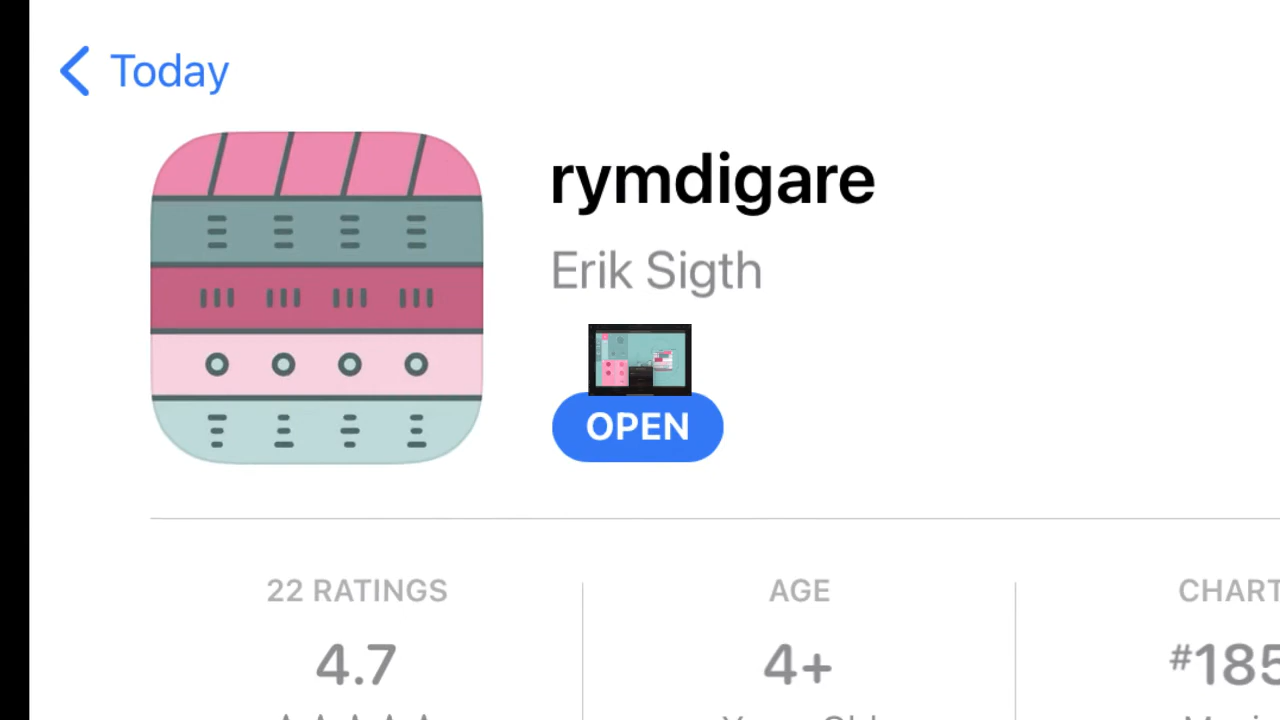 Today
rymdigare
Erik Sigth
OPEN
22 RATINGS
AGE
CHART
4.7
4+
#185